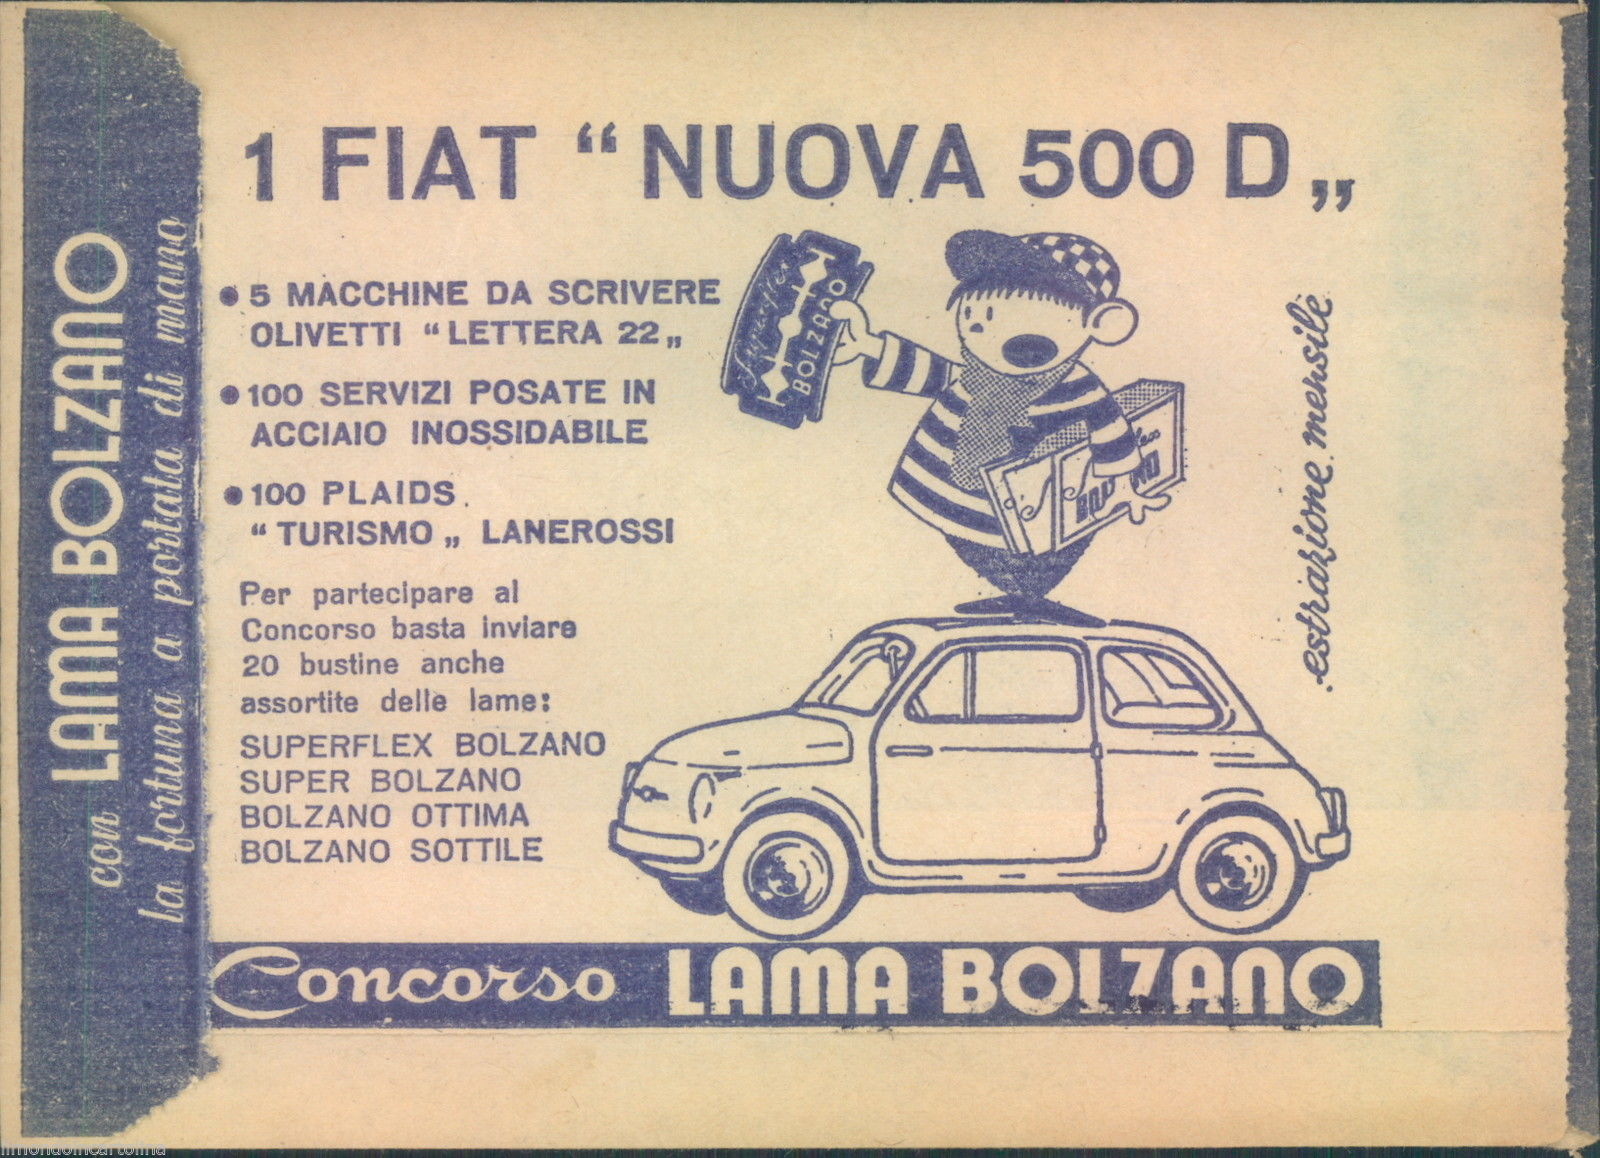 con LAMA BOLZANO
la fortuna a portata di mano
1 FIAT “ NUOVA 500 D „
• 5 MACCHINE DA SCRIVERE
OLIVETTI “ LETTERA 22 „
• 100 SERVIZI POSATE IN
ACCIAIO INOSSIDABILE
• 100 PLAIDS
“ TURISMO „ LANEROSSI
Per partecipare al
Concorso basta inviare
20 bustine anche
assortite delle lame:
SUPERFLEX BOLZANO
SUPER BOLZANO
BOLZANO OTTIMA
BOLZANO SOTTILE
Superflex
BOLZANO
estrazione mensile
Concorso LAMA BOLZANO
ilmondoincartolina